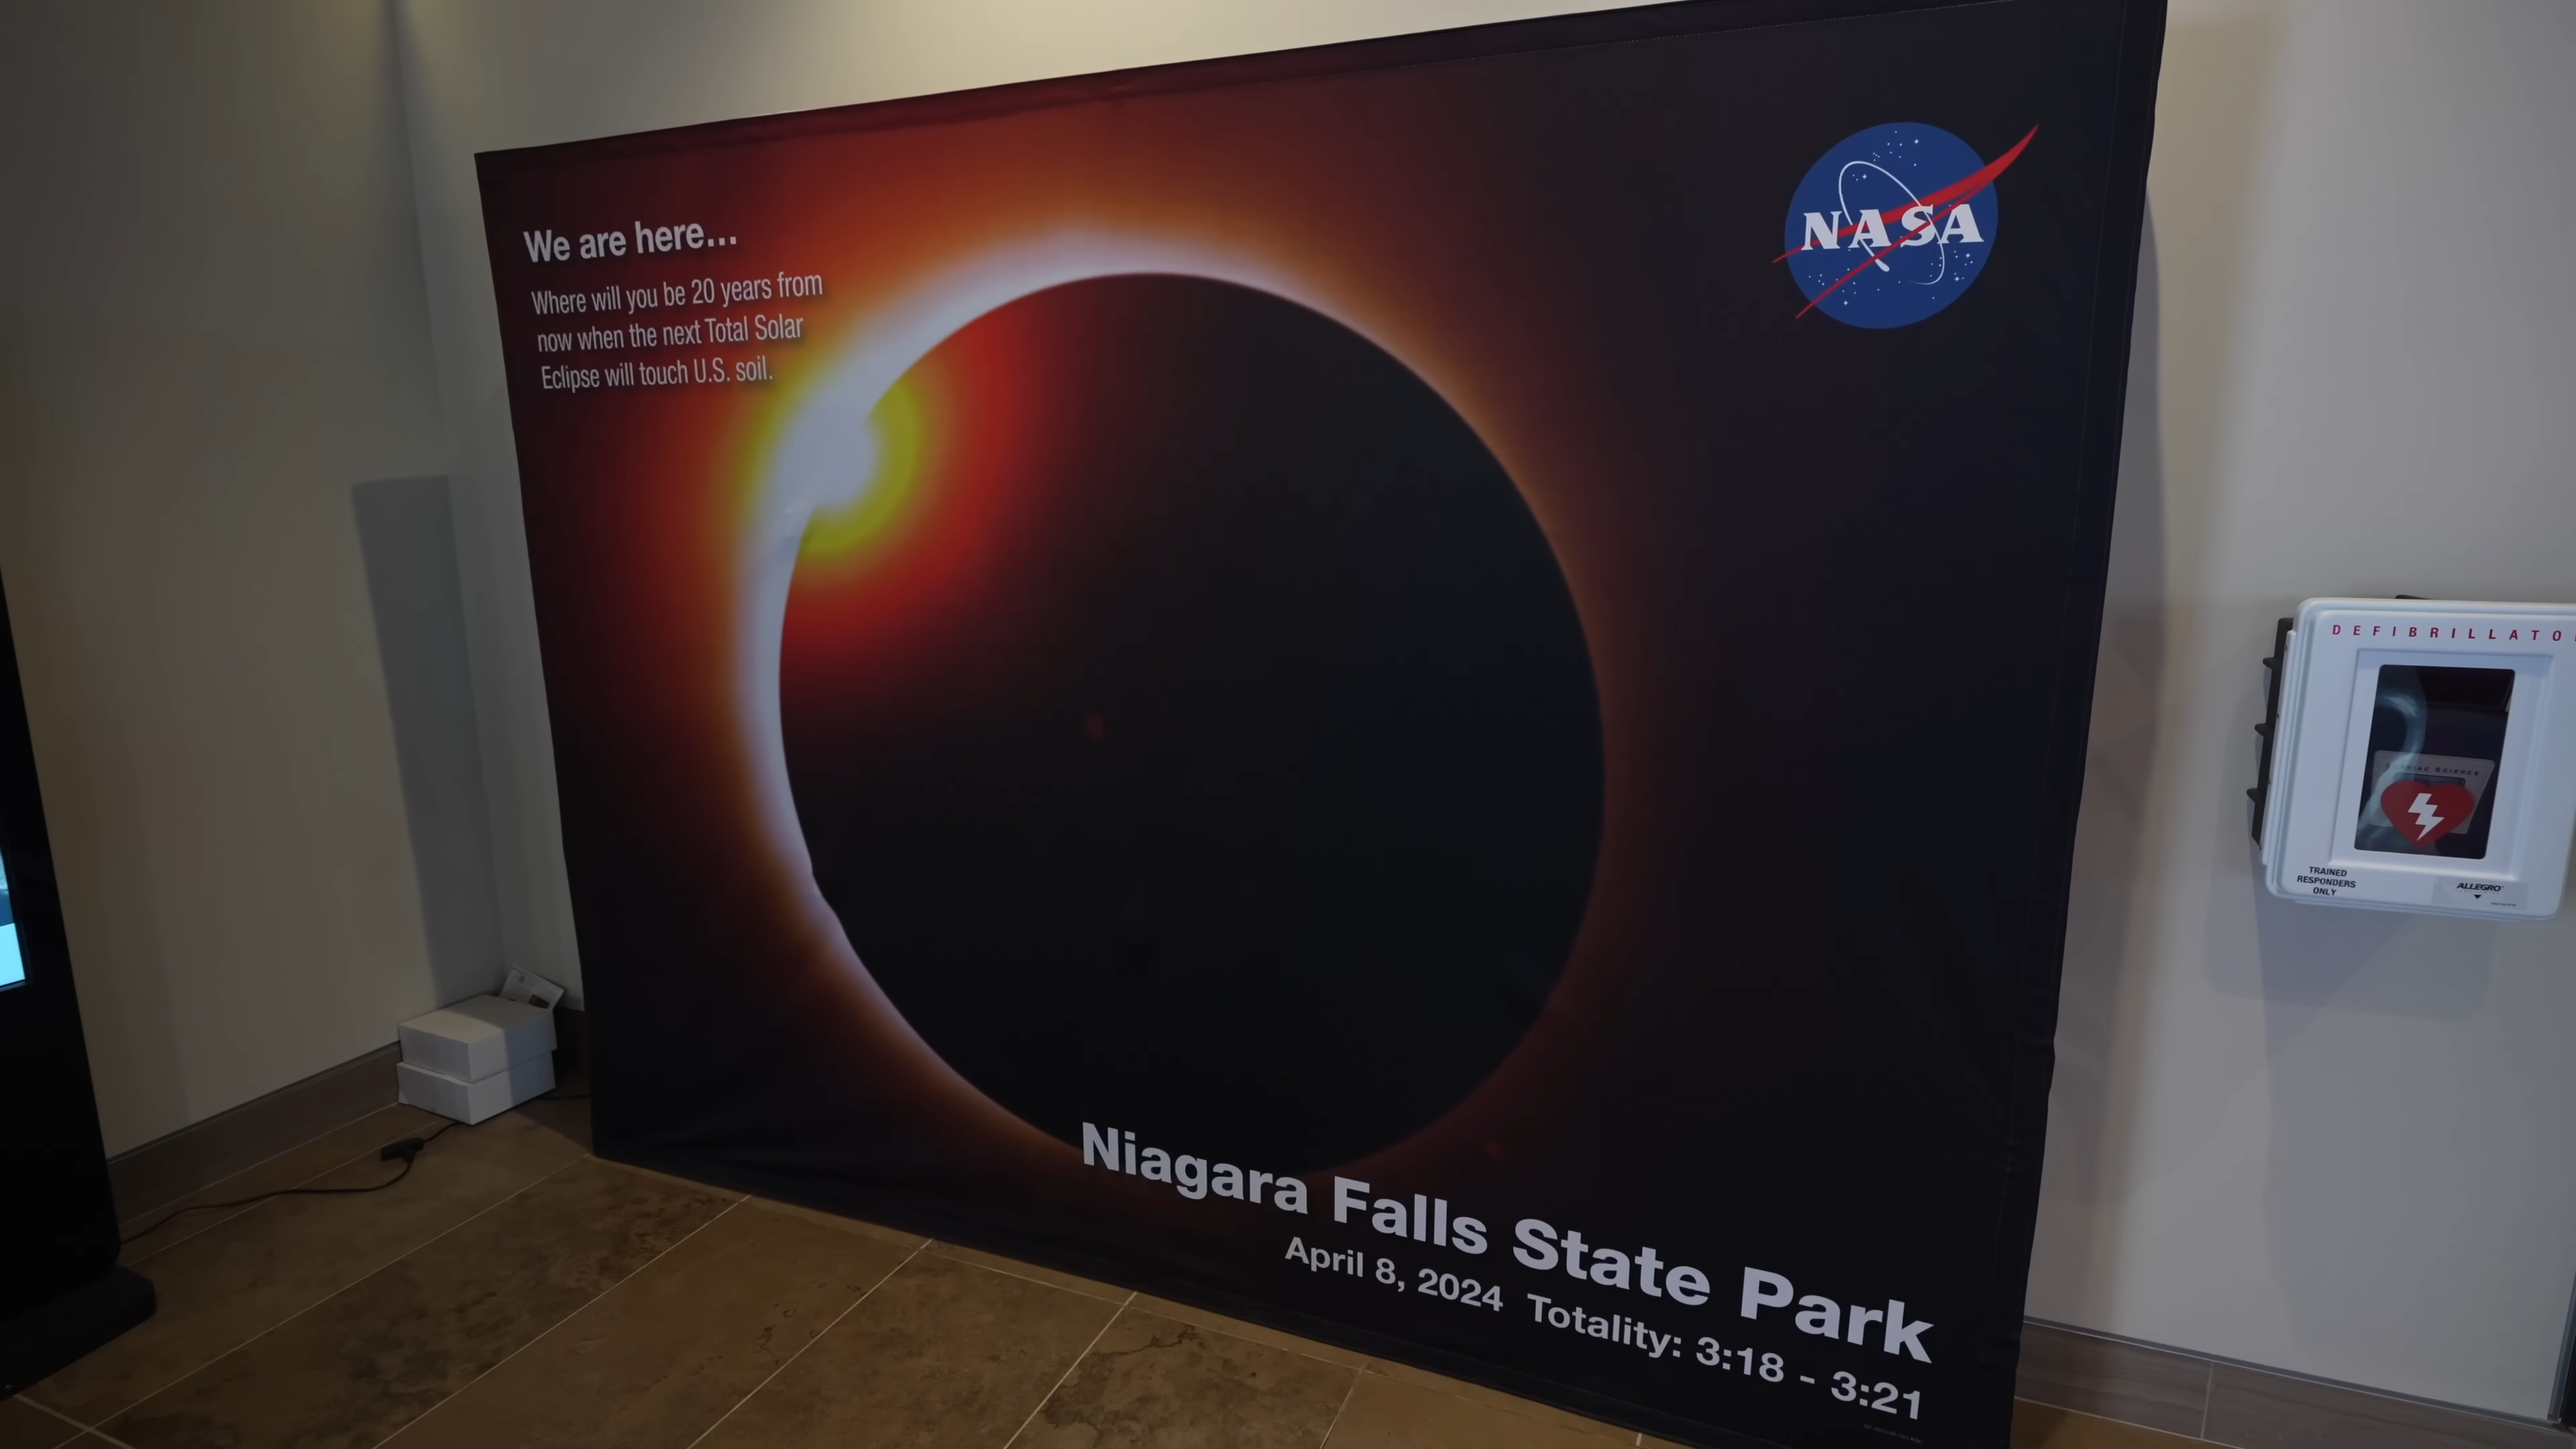 We are here...
Where will you be 20 years from
now when the next Total Solar
Eclipse will touch U.S. soil.
NASA
Niagara Falls State Park
April 8, 2024 Totality: 3:18 - 3:21
DEFIBRILLATO
CARDIAC SCIENCE
TRAINED
RESPONDERS
ONLY
ALLEGRO